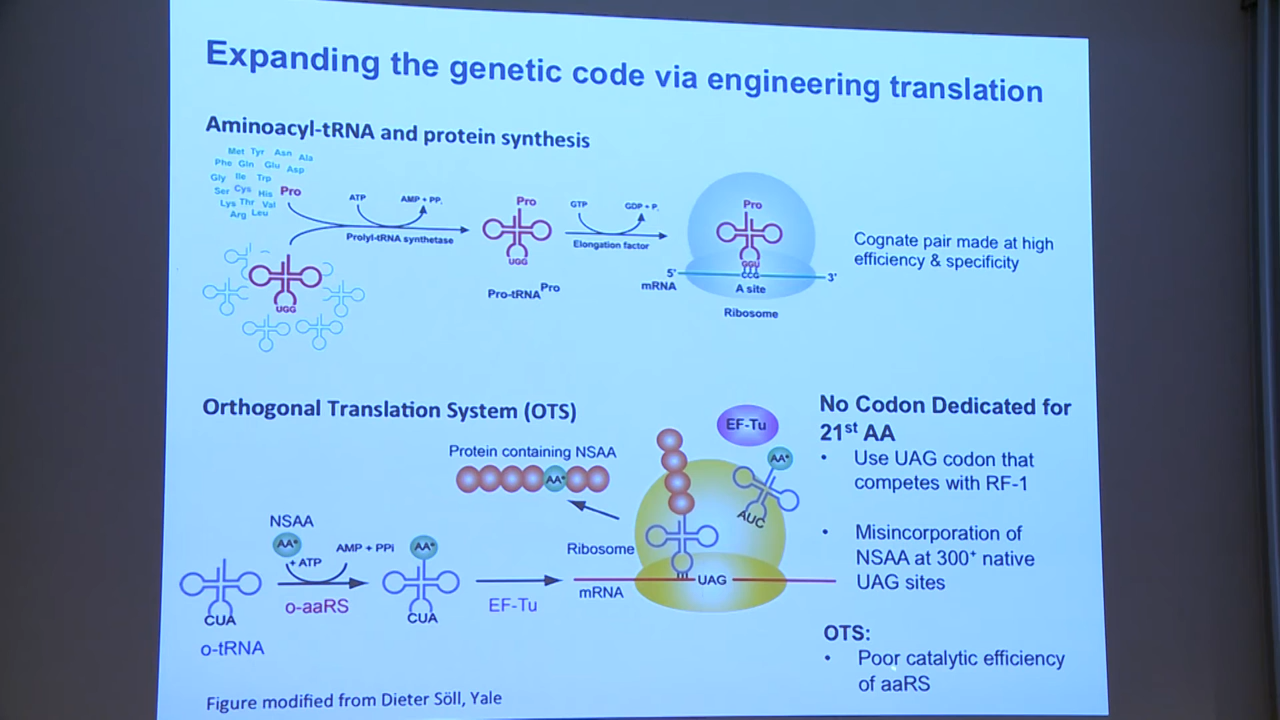 Expanding the genetic code via engineering translation
Aminoacyl-tRNA and protein synthesis
Met Tyr Asn Ala
Phe Gln Glu Asp
Gly Ile Trp
Ser Cys His Pro
Lys Thr Val
Arg Leu
ATP
AMP + PPi
Prolyl-tRNA synthetase
UGG
Pro
UGG
Pro-tRNA^Pro
GTP
GDP + Pi
Elongation factor
Pro
GGU
CCG
5'
3'
mRNA
A site
Ribosome
Cognate pair made at high
efficiency & specificity
Orthogonal Translation System (OTS)
Protein containing NSAA
AA*
NSAA
AA*
+ ATP
AMP + PPi
o-aaRS
CUA
o-tRNA
AA*
CUA
EF-Tu
Ribosome
mRNA
UAG
EF-Tu
AA*
AUC
No Codon Dedicated for
21st AA
• Use UAG codon that
competes with RF-1
• Misincorporation of
NSAA at 300+ native
UAG sites
OTS:
• Poor catalytic efficiency
of aaRS
Figure modified from Dieter Söll, Yale